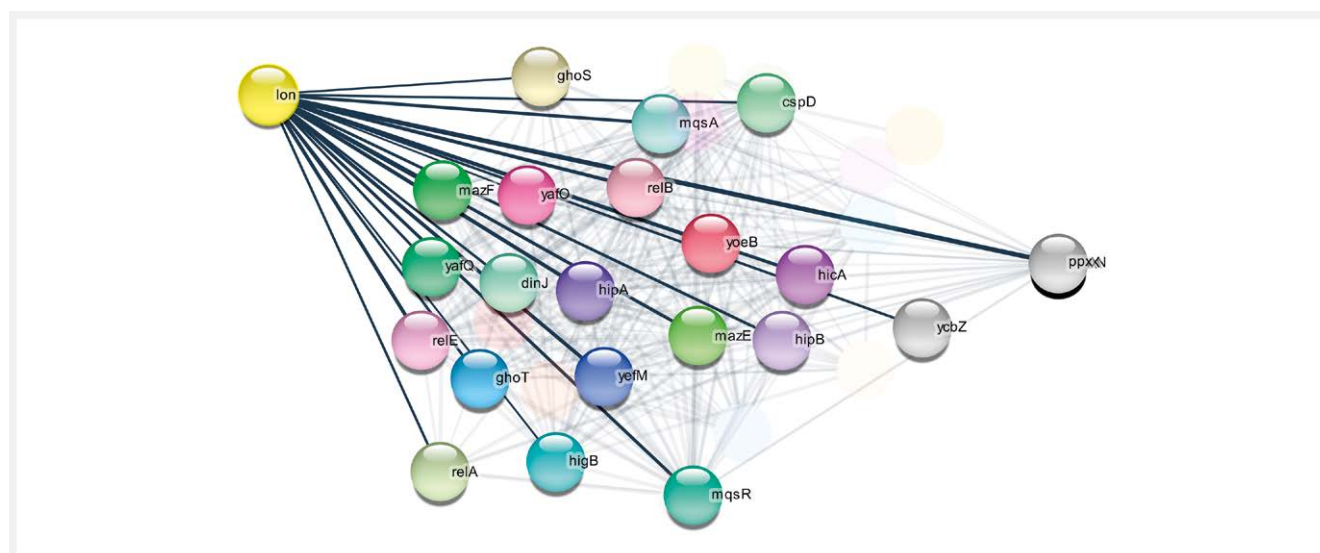 lon
ghoS
cspD
mqsA
mazF
yafO
relB
yoeB
ppxxN
yafQ
dinJ
hipA
hicA
relE
mazE
hipB
ycbZ
ghoT
yefM
relA
higB
mqsR